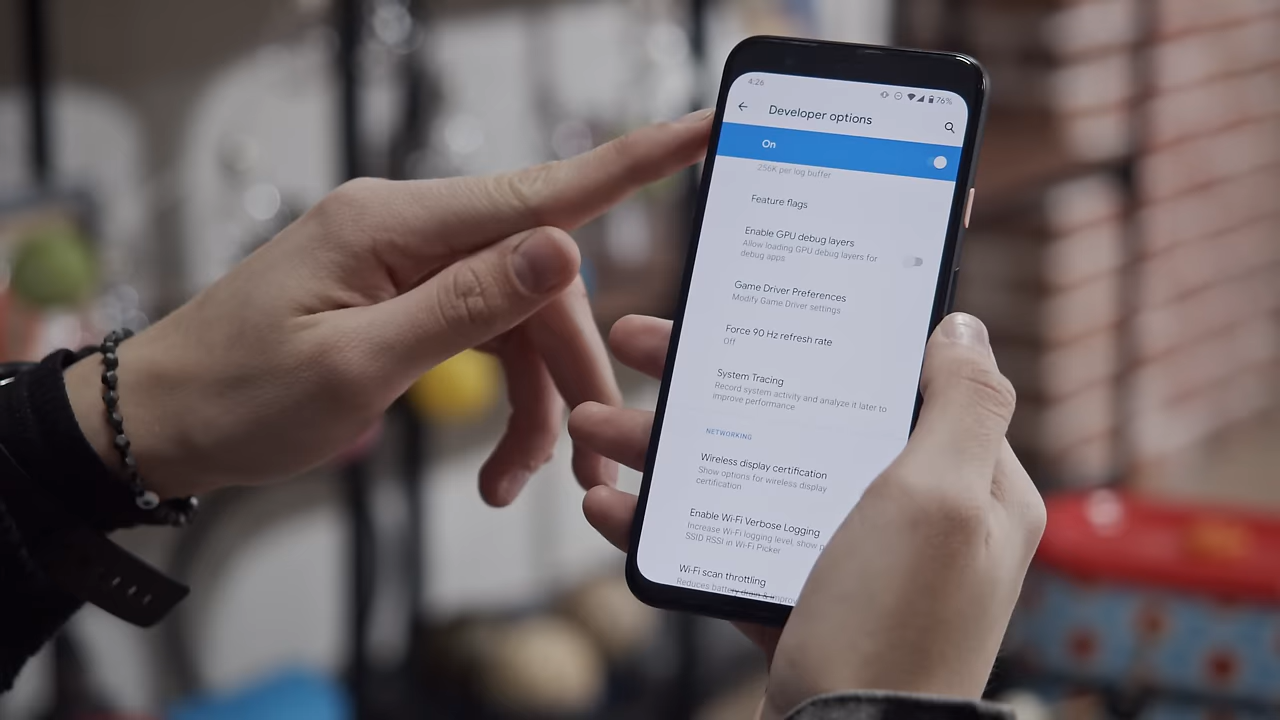 4:26
76%
Developer options
On
256K per log buffer
Feature flags
Enable GPU debug layers
Allow loading GPU debug layers for
debug apps
Game Driver Preferences
Modify Game Driver settings
Force 90 Hz refresh rate
Off
System Tracing
Record system activity and analyze it later to
improve performance
NETWORKING
Wireless display certification
Show options for wireless display
certification
Enable Wi-Fi Verbose Logging
Increase Wi-Fi logging level, show p
SSID RSSI in Wi-Fi Picker
Wi-Fi scan throttling
Reduces battery drain & improv